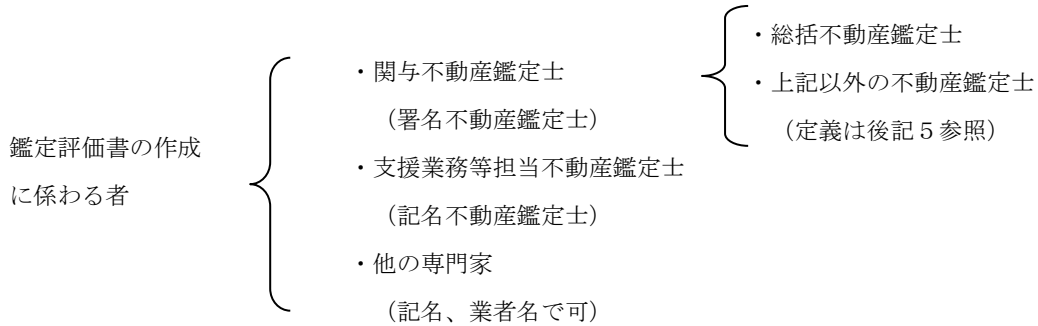 鑑定評価書の作成
に係わる者
・関与不動産鑑定士
（署名不動産鑑定士）
・支援業務等担当不動産鑑定士
（記名不動産鑑定士）
・他の専門家
（記名、業者名で可）
・総括不動産鑑定士
・上記以外の不動産鑑定士
（定義は後記５参照）